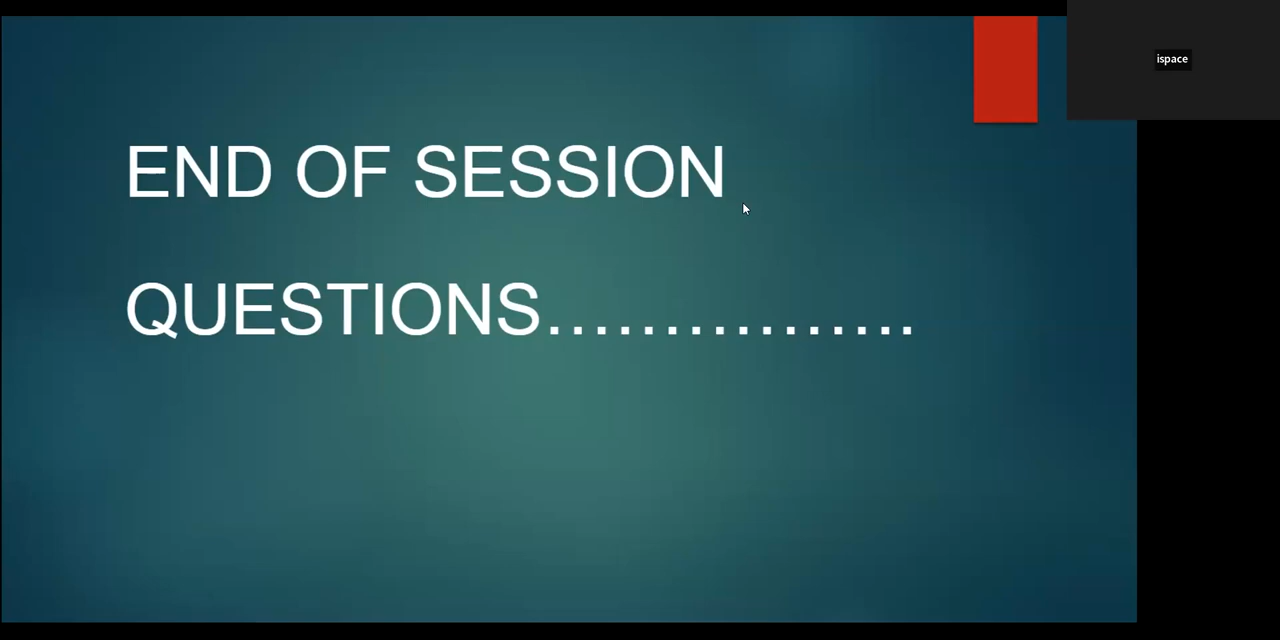 ispace
END OF SESSION
QUESTIONS................